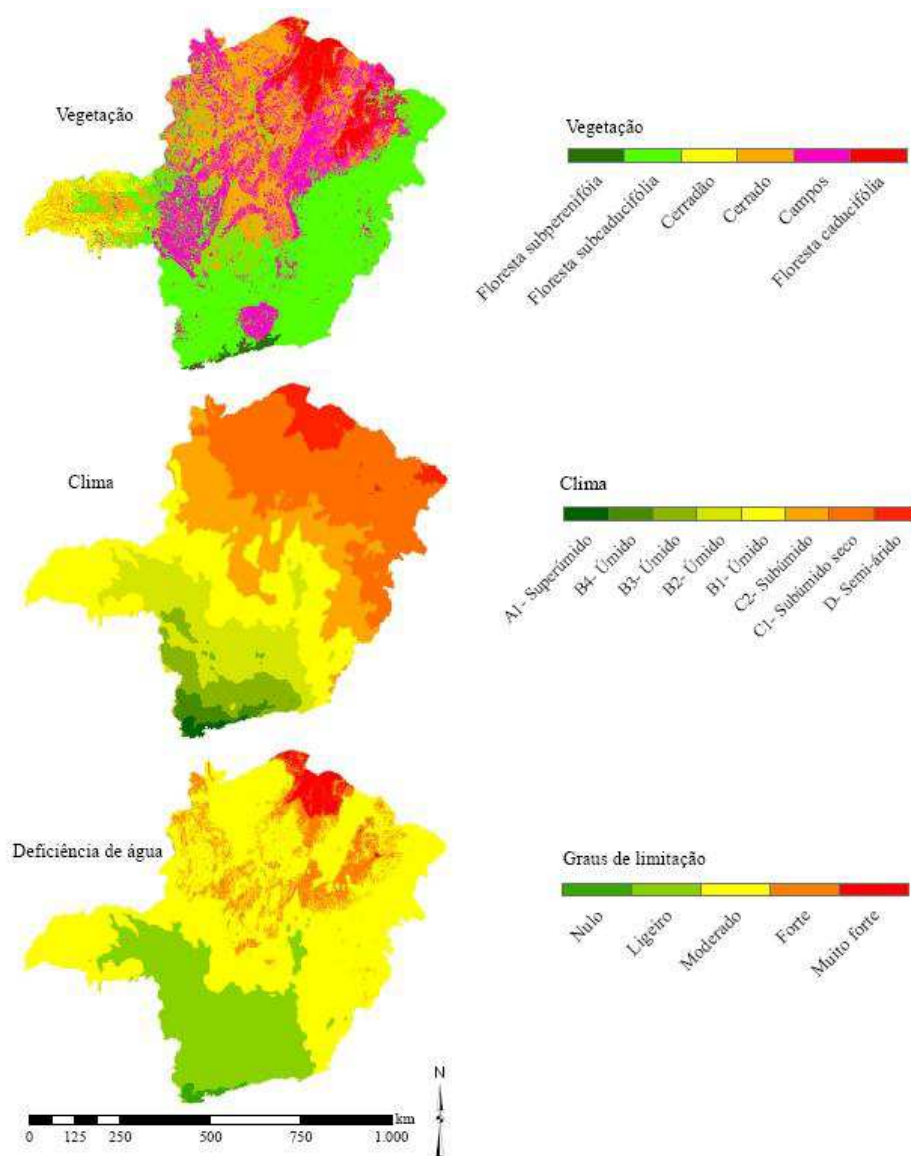 Vegetação
Vegetação
Floresta subperenifóia
Floresta subcaducifólia
Cerradão
Cerrado
Campos
Floresta caducifólia
Clima
Clima
A1- Superúmido
B4- Úmido
B3- Úmido
B2- Úmido
B1- Úmido
C2- Subúmido
C1- Subúmido seco
D- Semi-árido
Deficiência de água
Graus de limitação
Nulo
Ligeiro
Moderado
Forte
Muito forte
N
km
0 125 250 500 750 1.000